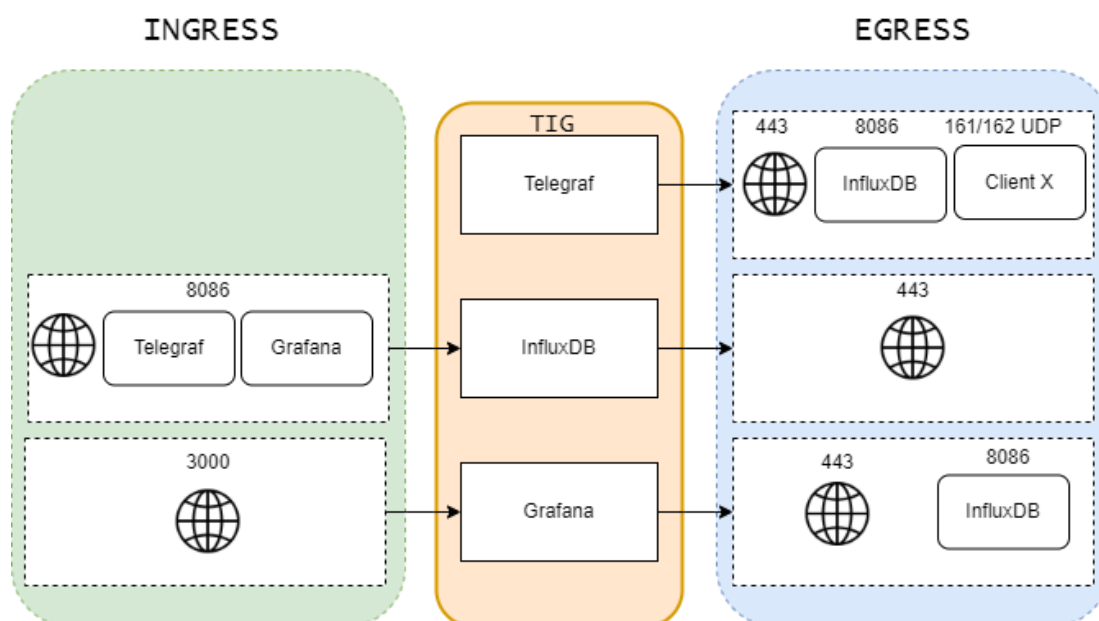 INGRESS
EGRESS
TIG
Telegraf
443
8086
161/162 UDP
InfluxDB
Client X
8086
Telegraf
Grafana
InfluxDB
443
3000
Grafana
443
8086
InfluxDB